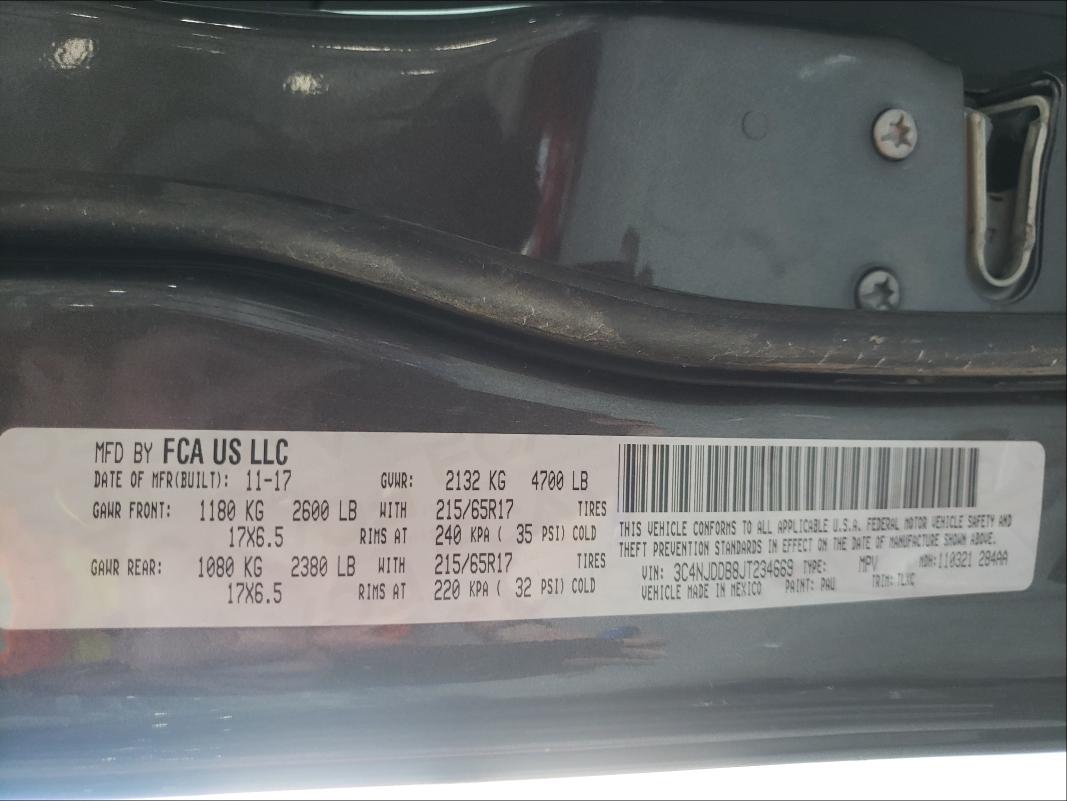 MFD BY FCA US LLC
DATE OF MFR(BUILT): 11-17 GVWR: 2132 KG 4700 LB
GAWR FRONT: 1180 KG 2600 LB WITH 215/65R17 TIRES
17X6.5 RIMS AT 240 KPA ( 35 PSI) COLD
GAWR REAR: 1080 KG 2380 LB WITH 215/65R17 TIRES
17X6.5 RIMS AT 220 KPA ( 32 PSI) COLD
THIS VEHICLE CONFORMS TO ALL APPLICABLE U.S.A. FEDERAL MOTOR VEHICLE SAFETY AND
THEFT PREVENTION STANDARDS IN EFFECT ON THE DATE OF MANUFACTURE SHOWN ABOVE.
VIN: 3C4NJDDB8JT234669 TYPE: MPV MDH: 110321 284AA
VEHICLE MADE IN MEXICO PAINT: PAU TRIM: TLXC